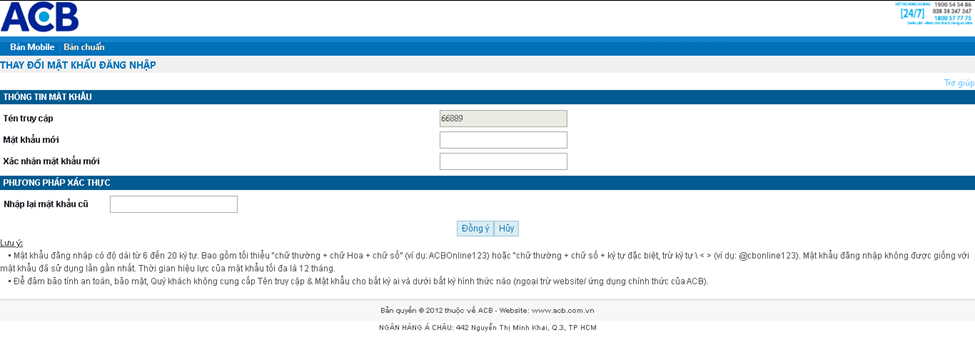 ACB
[24/7]
1900 54 54 86
028 38 247 247
1800 57 77 75
Bản Mobile | Bản chuẩn
THAY ĐỔI MẬT KHẨU ĐĂNG NHẬP
Trợ giúp
THÔNG TIN MẬT KHẨU
Tên truy cập 66889
Mật khẩu mới
Xác nhận mật khẩu mới
PHƯƠNG PHÁP XÁC THỰC
Nhập lại mật khẩu cũ
Đồng ý Hủy
Lưu ý:
• Mật khẩu đăng nhập có độ dài từ 6 đến 20 ký tự. Bao gồm tối thiểu "chữ thường + chữ Hoa + chữ số" (ví dụ: ACBOnline123) hoặc "chữ thường + chữ số + ký tự đặc biệt, trừ ký tự \ < > (ví dụ: @cbonline123). Mật khẩu đăng nhập không được giống với
mật khẩu đã sử dụng lần gần nhất. Thời gian hiệu lực của mật khẩu tối đa là 12 tháng.
• Để đảm bảo tính an toàn, bảo mật, Quý khách không cung cấp Tên truy cập & Mật khẩu cho bất kỳ ai và dưới bất kỳ hình thức nào (ngoại trừ website/ ứng dụng chính thức của ACB).
Bản quyền © 2012 thuộc về ACB - Website: www.acb.com.vn
NGÂN HÀNG Á CHÂU: 442 Nguyễn Thị Minh Khai, Q.3, TP HCM